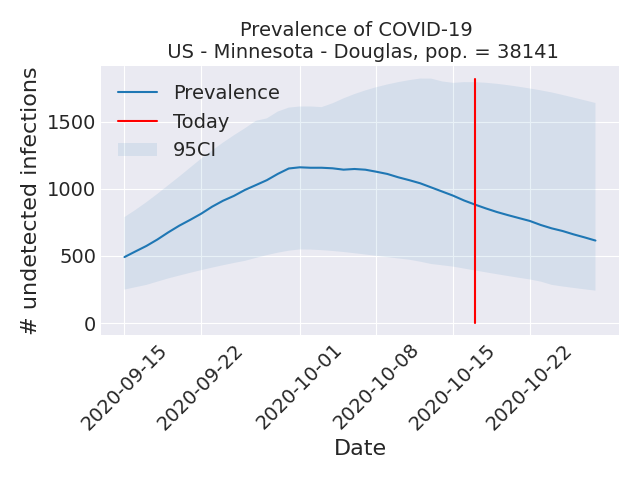 Prevalence of COVID-19
US - Minnesota - Douglas, pop. = 38141
# undetected infections
1500
1000
500
0
Prevalence
Today
95CI
2020-09-15
2020-09-22
2020-10-01
2020-10-08
2020-10-15
2020-10-22
Date